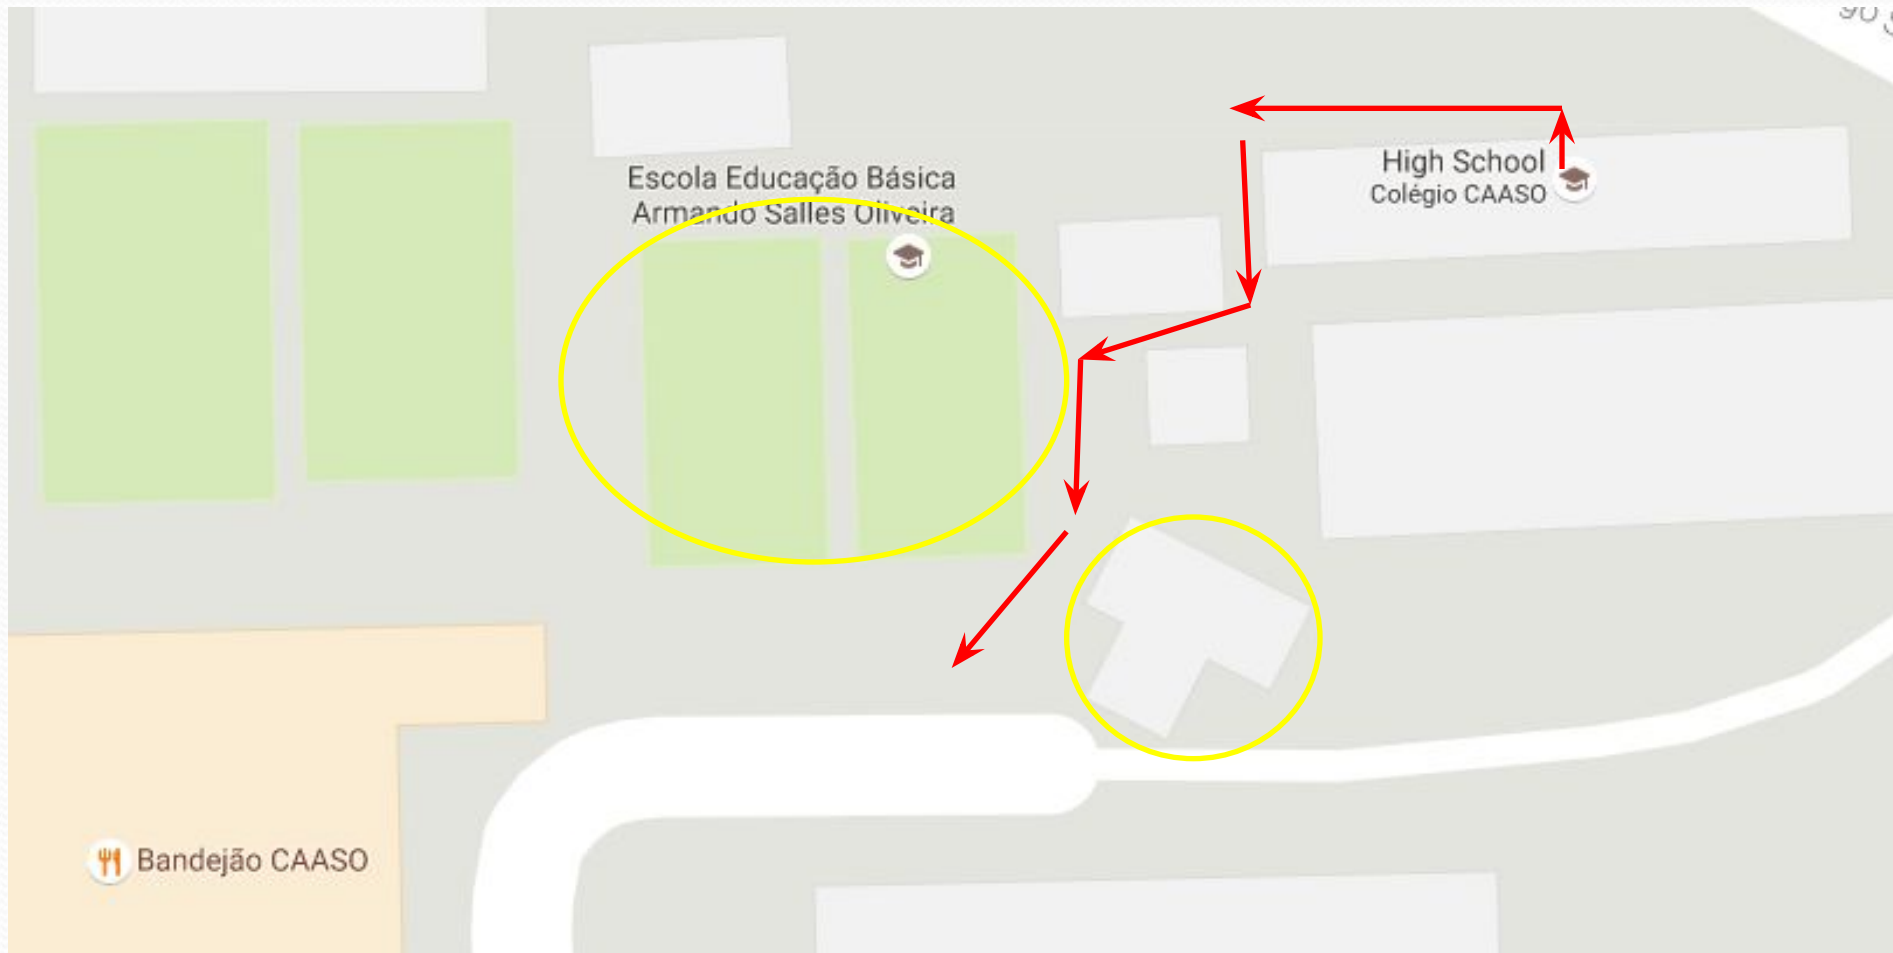 Escola Educação Básica
Armando Salles Oliveira
High School
Colégio CAASO
Bandejão CAASO